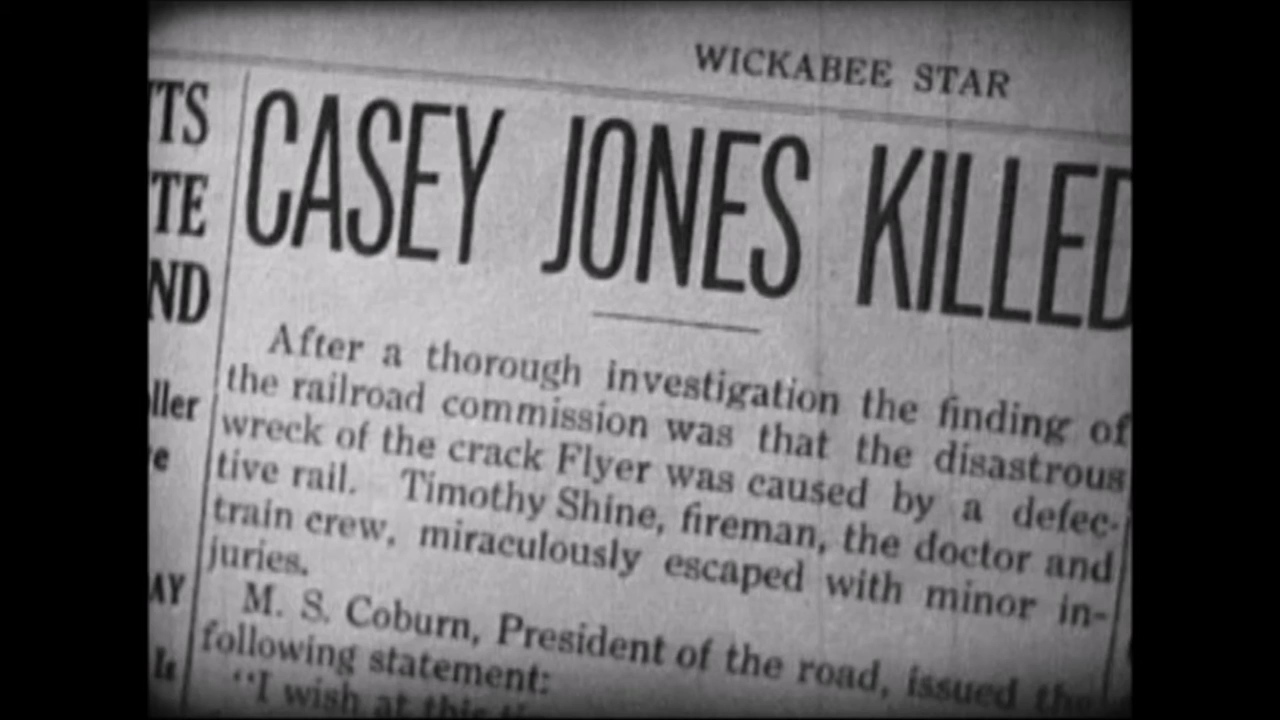 WICKABEE STAR
TS
TE
ND
ller
e
AY
Is
CASEY JONES KILLED
After a thorough investigation the finding of
the railroad commission was that the disastrous
wreck of the crack Flyer was caused by a defec-
tive rail. Timothy Shine, fireman, the doctor and
train crew, miraculously escaped with minor in-
juries.
M. S. Coburn, President of the road, issued the
following statement:
"I wish at this